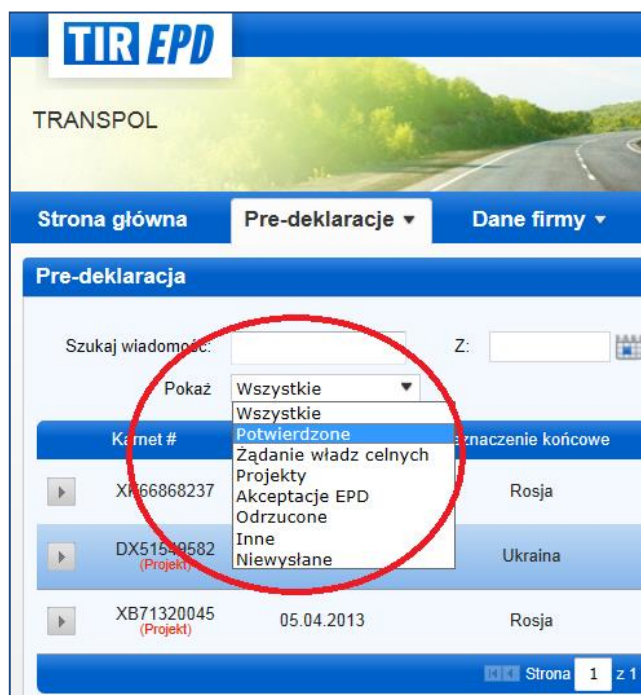 TIR EPD
TRANSPOL
Strona główna Pre-deklaracje Dane firmy
Pre-deklaracja
Szukaj wiadomość: Z:
Pokaż Wszystkie
Wszystkie
Karnet # Potwierdzone końcowe
Żądanie władz celnych
Projekty
XK66868237 Akceptacje EPD Rosja
Odrzucone
Inne
DX51549582 Niewysłane Ukraina
(Projekt)
XB71320045 05.04.2013 Rosja
(Projekt)
Strona 1 z 1